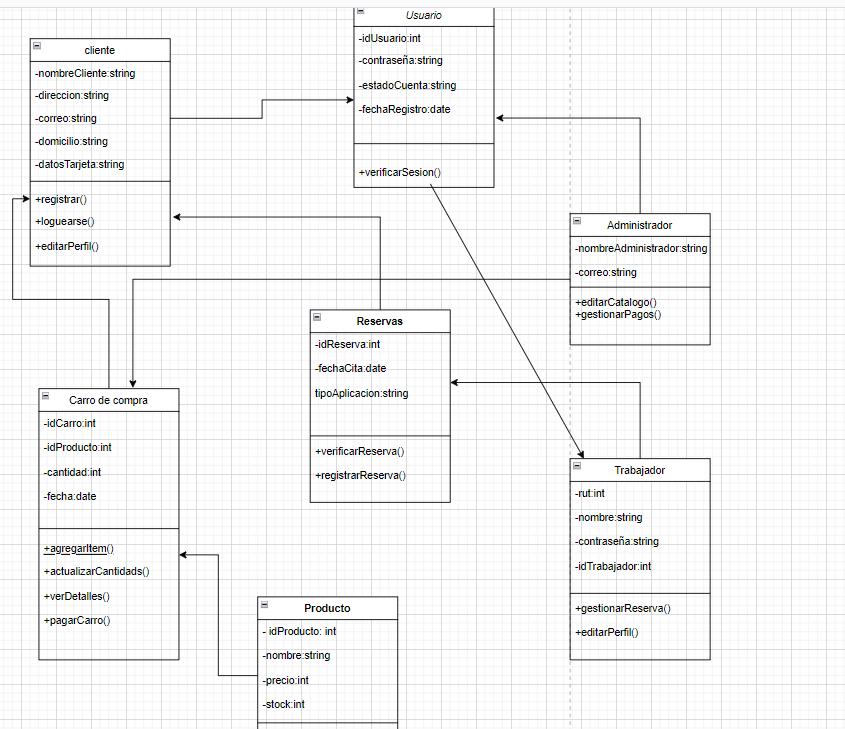 Usuario
-idUsuario:int
-contraseña:string
-estadoCuenta:string
-fechaRegistro:date
+verificarSesion()
cliente
-nombreCliente:string
-direccion:string
-correo:string
-domicilio:string
-datosTarjeta:string
+registrar()
+loguearse()
+editarPerfil()
Administrador
-nombreAdministrador:string
-correo:string
+editarCatalogo()
+gestionarPagos()
Reservas
-idReserva:int
-fechaCita:date
tipoAplicacion:string
+verificarReserva()
+registrarReserva()
Carro de compra
-idCarro:int
-idProducto:int
-cantidad:int
-fecha:date
+agregarItem()
+actualizarCantidads()
+verDetalles()
+pagarCarro()
Trabajador
-rut:int
-nombre:string
-contraseña:string
-idTrabajador:int
+gestionarReserva()
+editarPerfil()
Producto
- idProducto: int
-nombre:string
-precio:int
-stock:int